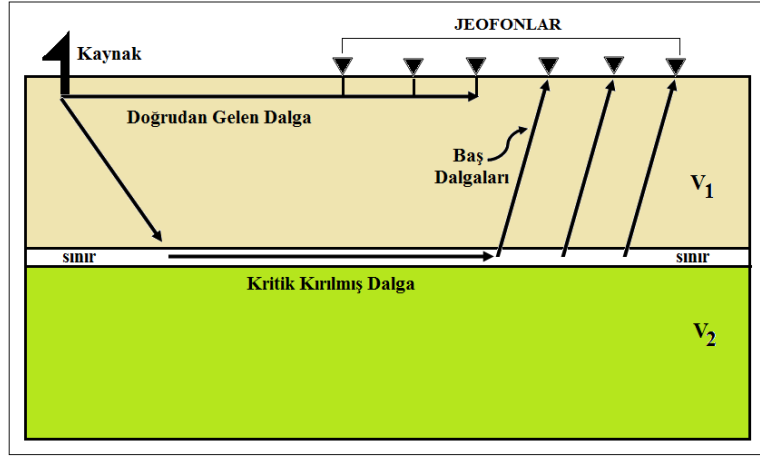 JEOFONLAR
Kaynak
Doğrudan Gelen Dalga
Baş
Dalgaları
V1
sınır
sınır
Kritik Kırılmış Dalga
V2